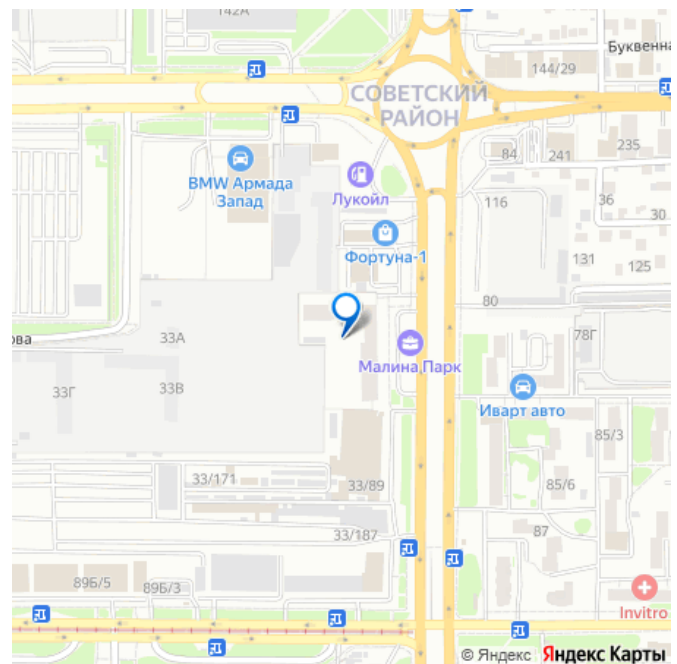 142А
Буквенна
144/29
СОВЕТСКИЙ
РАЙОН
BMW Армада
Запад
Лукойл
84
241
235
116
36
30
Фортуна-1
131
125
80
ова
33А
Малина Парк
78Г
33Г
33В
Иварт авто
85/3
33/171
33/89
85/6
33/187
87
89Б/5
89Б/3
Invitro
© Яндекс Яндекс Карты